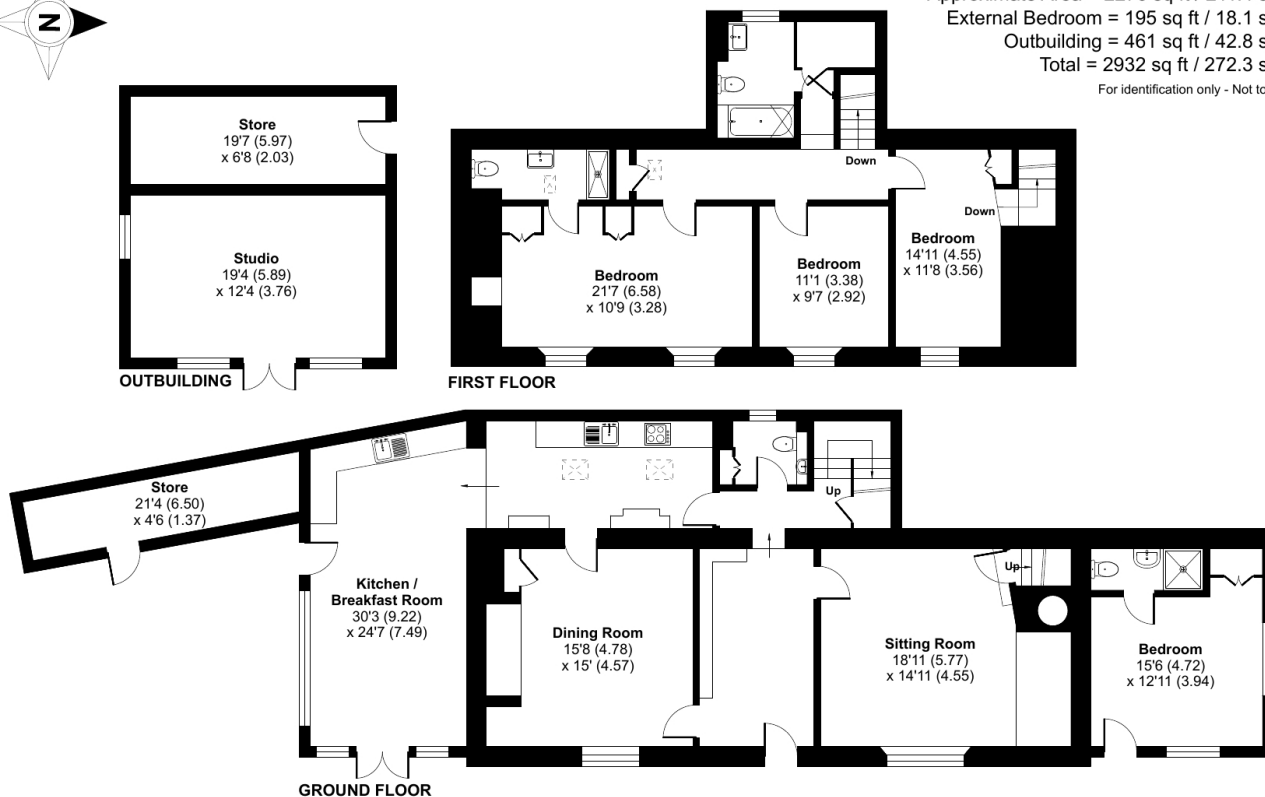 N
External Bedroom = 195 sq ft / 18.1 s
Outbuilding = 461 sq ft / 42.8 s
Total = 2932 sq ft / 272.3 s
For identification only - Not to
Store
19'7 (5.97)
x 6'8 (2.03)
Studio
19'4 (5.89)
x 12'4 (3.76)
OUTBUILDING
Down
Down
Bedroom
21'7 (6.58)
x 10'9 (3.28)
Bedroom
11'1 (3.38)
x 9'7 (2.92)
Bedroom
14'11 (4.55)
x 11'8 (3.56)
FIRST FLOOR
Store
21'4 (6.50)
x 4'6 (1.37)
Up
Up
Kitchen /
Breakfast Room
30'3 (9.22)
x 24'7 (7.49)
Dining Room
15'8 (4.78)
x 15' (4.57)
Sitting Room
18'11 (5.77)
x 14'11 (4.55)
Bedroom
15'6 (4.72)
x 12'11 (3.94)
GROUND FLOOR